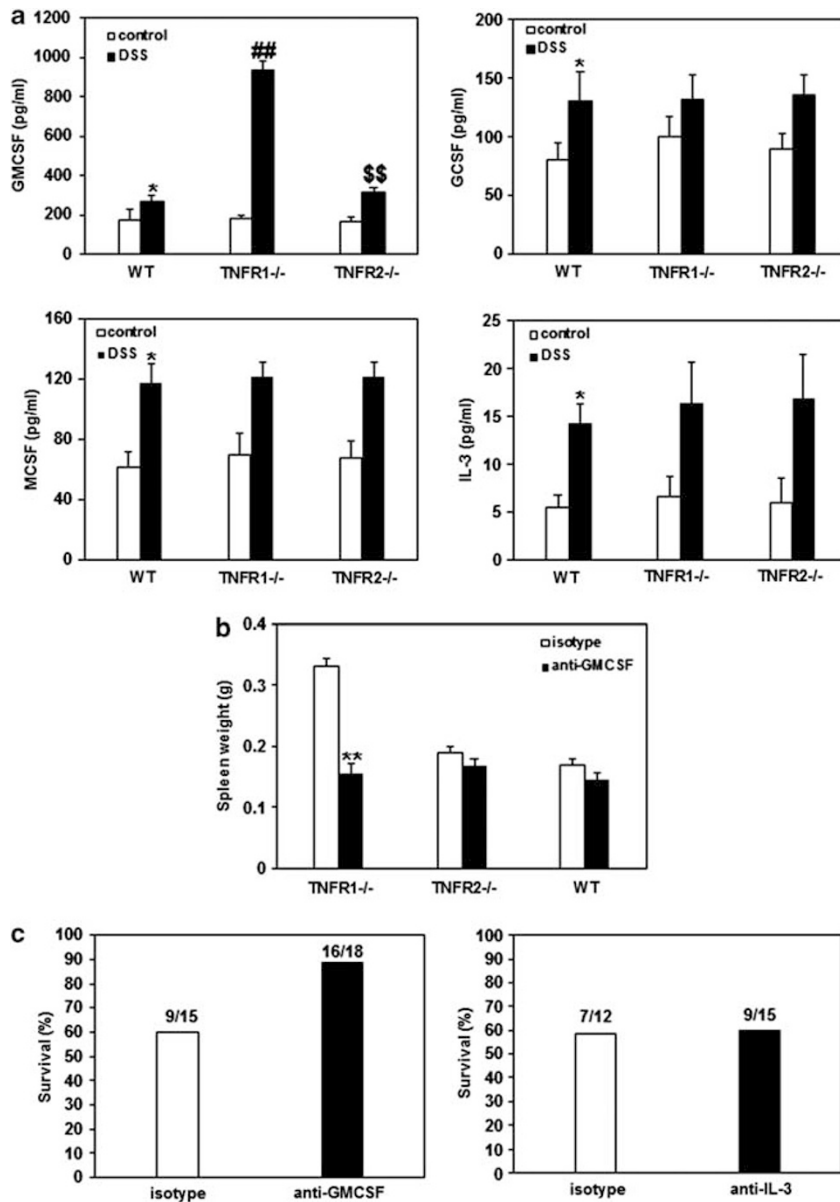 a
1200
1000
800
600
400
200
0
GMCSF (pg/ml)
control
DSS
*
##
$$
WT
TNFR1-/-
TNFR2-/-
200
150
100
50
0
GCSF (pg/ml)
control
DSS
*
WT
TNFR1-/-
TNFR2-/-
160
120
80
40
0
MCSF (pg/ml)
control
DSS
*
WT
TNFR1-/-
TNFR2-/-
25
20
15
10
5
0
IL-3 (pg/ml)
control
DSS
*
WT
TNFR1-/-
TNFR2-/-
b
0.4
0.3
0.2
0.1
0
Spleen weight (g)
isotype
anti-GMCSF
**
TNFR1-/-
TNFR2-/-
WT
c
100
90
80
70
60
50
40
30
20
10
0
Survival (%)
9/15
16/18
isotype
anti-GMCSF
100
90
80
70
60
50
40
30
20
10
0
Survival (%)
7/12
9/15
isotype
anti-IL-3